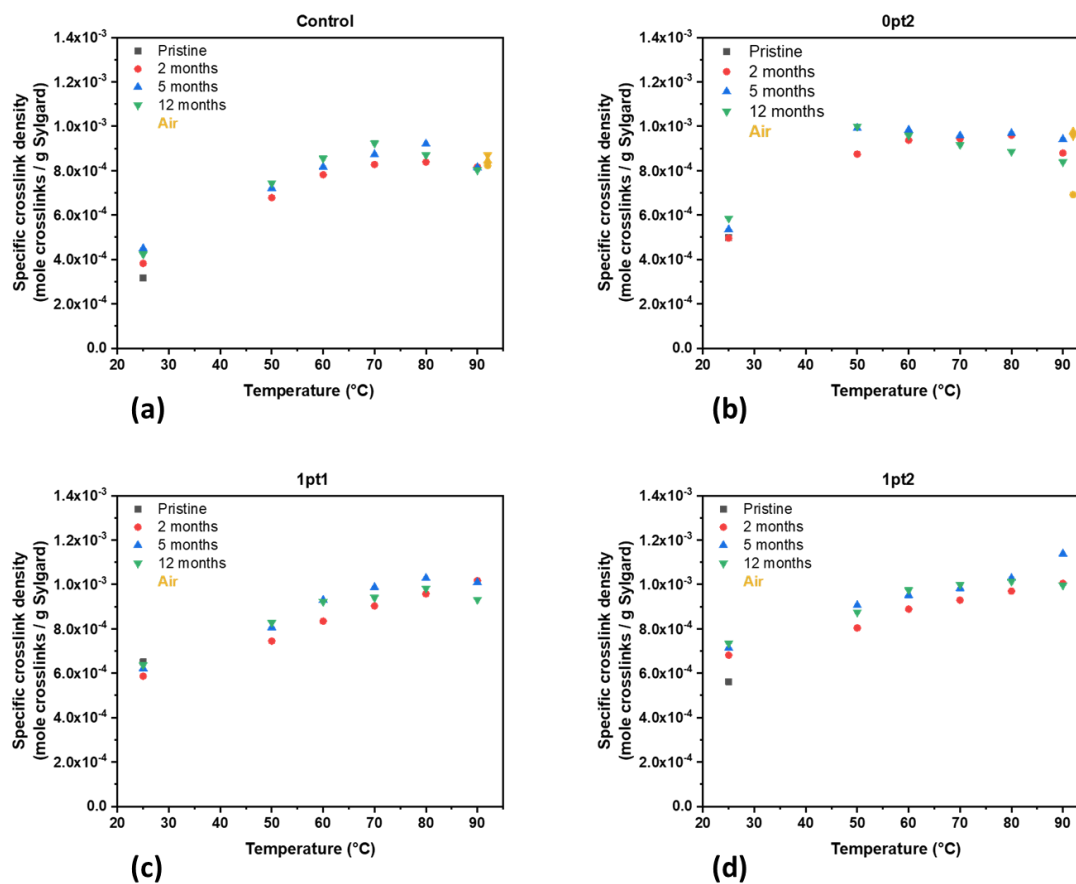 Control
Specific crosslink density
(mole crosslinks / g Sylgard)
1.4x10⁻³
1.2x10⁻³
1.0x10⁻³
8.0x10⁻⁴
6.0x10⁻⁴
4.0x10⁻⁴
2.0x10⁻⁴
0.0
Pristine
2 months
5 months
12 months
Air
20 30 40 50 60 70 80 90
Temperature (°C)
(a)
0pt2
Specific crosslink density
(mole crosslinks / g Sylgard)
1.4x10⁻³
1.2x10⁻³
1.0x10⁻³
8.0x10⁻⁴
6.0x10⁻⁴
4.0x10⁻⁴
2.0x10⁻⁴
0.0
Pristine
2 months
5 months
12 months
Air
20 30 40 50 60 70 80 90
Temperature (°C)
(b)
1pt1
Specific crosslink density
(mole crosslinks / g Sylgard)
1.4x10⁻³
1.2x10⁻³
1.0x10⁻³
8.0x10⁻⁴
6.0x10⁻⁴
4.0x10⁻⁴
2.0x10⁻⁴
0.0
Pristine
2 months
5 months
12 months
Air
20 30 40 50 60 70 80 90
Temperature (°C)
(c)
1pt2
Specific crosslink density
(mole crosslinks / g Sylgard)
1.4x10⁻³
1.2x10⁻³
1.0x10⁻³
8.0x10⁻⁴
6.0x10⁻⁴
4.0x10⁻⁴
2.0x10⁻⁴
0.0
Pristine
2 months
5 months
12 months
Air
20 30 40 50 60 70 80 90
Temperature (°C)
(d)